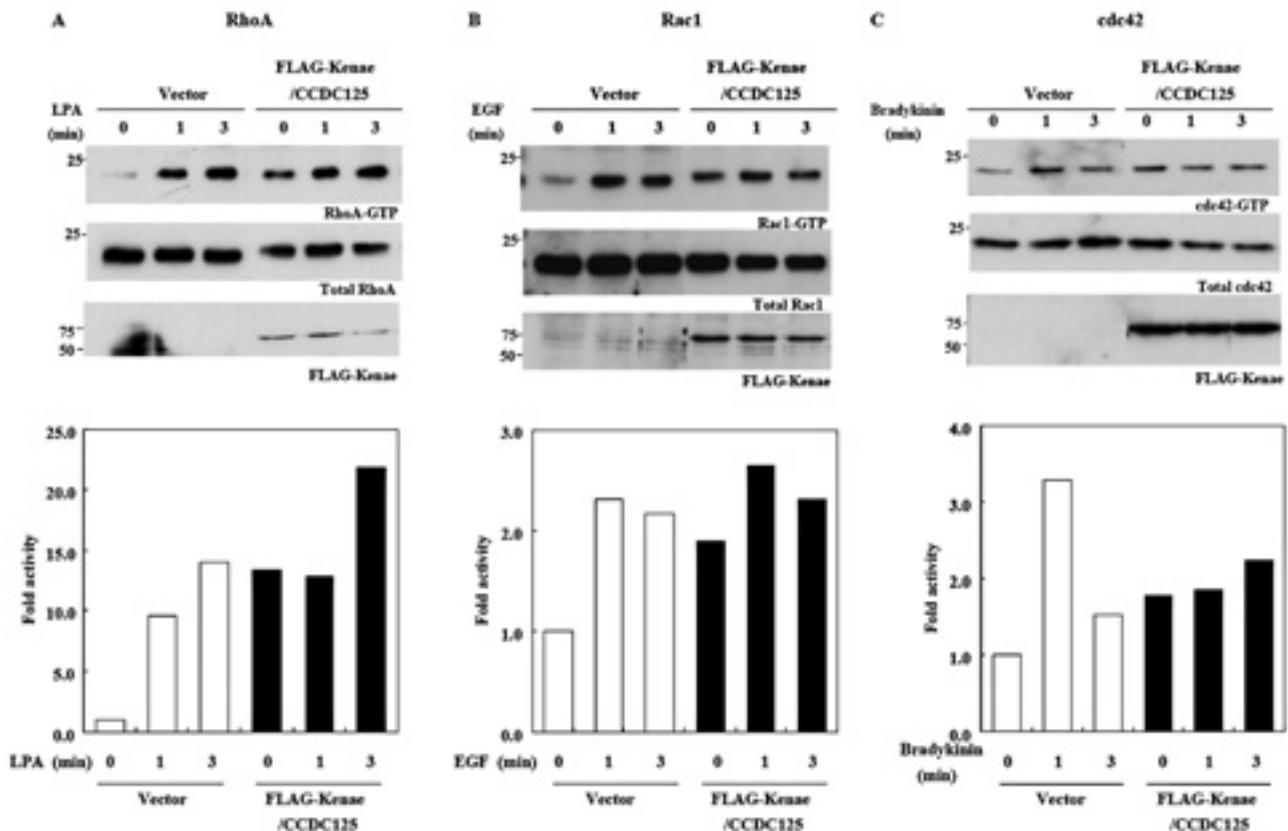 A RhoA
FLAG-Kenae
/CCDC125
Vector
LPA
(min)
0 1 3 0 1 3
25
RhoA-GTP
25
Total RhoA
75
50
FLAG-Kenae
25.0
20.0
15.0
10.0
5.0
0.0
Fold activity
LPA (min) 0 1 3 0 1 3
Vector FLAG-Kenae
/CCDC125
B Rac1
FLAG-Kenae
/CCDC125
Vector
EGF
(min)
0 1 3 0 1 3
25
Rac1-GTP
25
Total Rac1
75
50
FLAG-Kenae
3.0
2.0
1.0
0.0
Fold activity
EGF (min) 0 1 3 0 1 3
Vector FLAG-Kenae
/CCDC125
C cdc42
FLAG-Kenae
/CCDC125
Vector
Bradykinin
(min)
0 1 3 0 1 3
25
cdc42-GTP
25
Total cdc42
75
50
FLAG-Kenae
4.0
3.0
2.0
1.0
0.0
Fold activity
Bradykinin
(min)
0 1 3 0 1 3
Vector FLAG-Kenae
/CCDC125